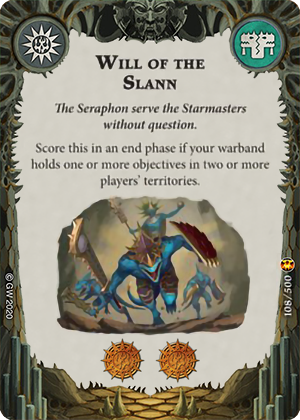 WILL OF THE
SLANN
The Seraphon serve the Starmasters
without question.
Score this in an end phase if your warband
holds one or more objectives in two or more
players' territories.
© GW 2020
108/500